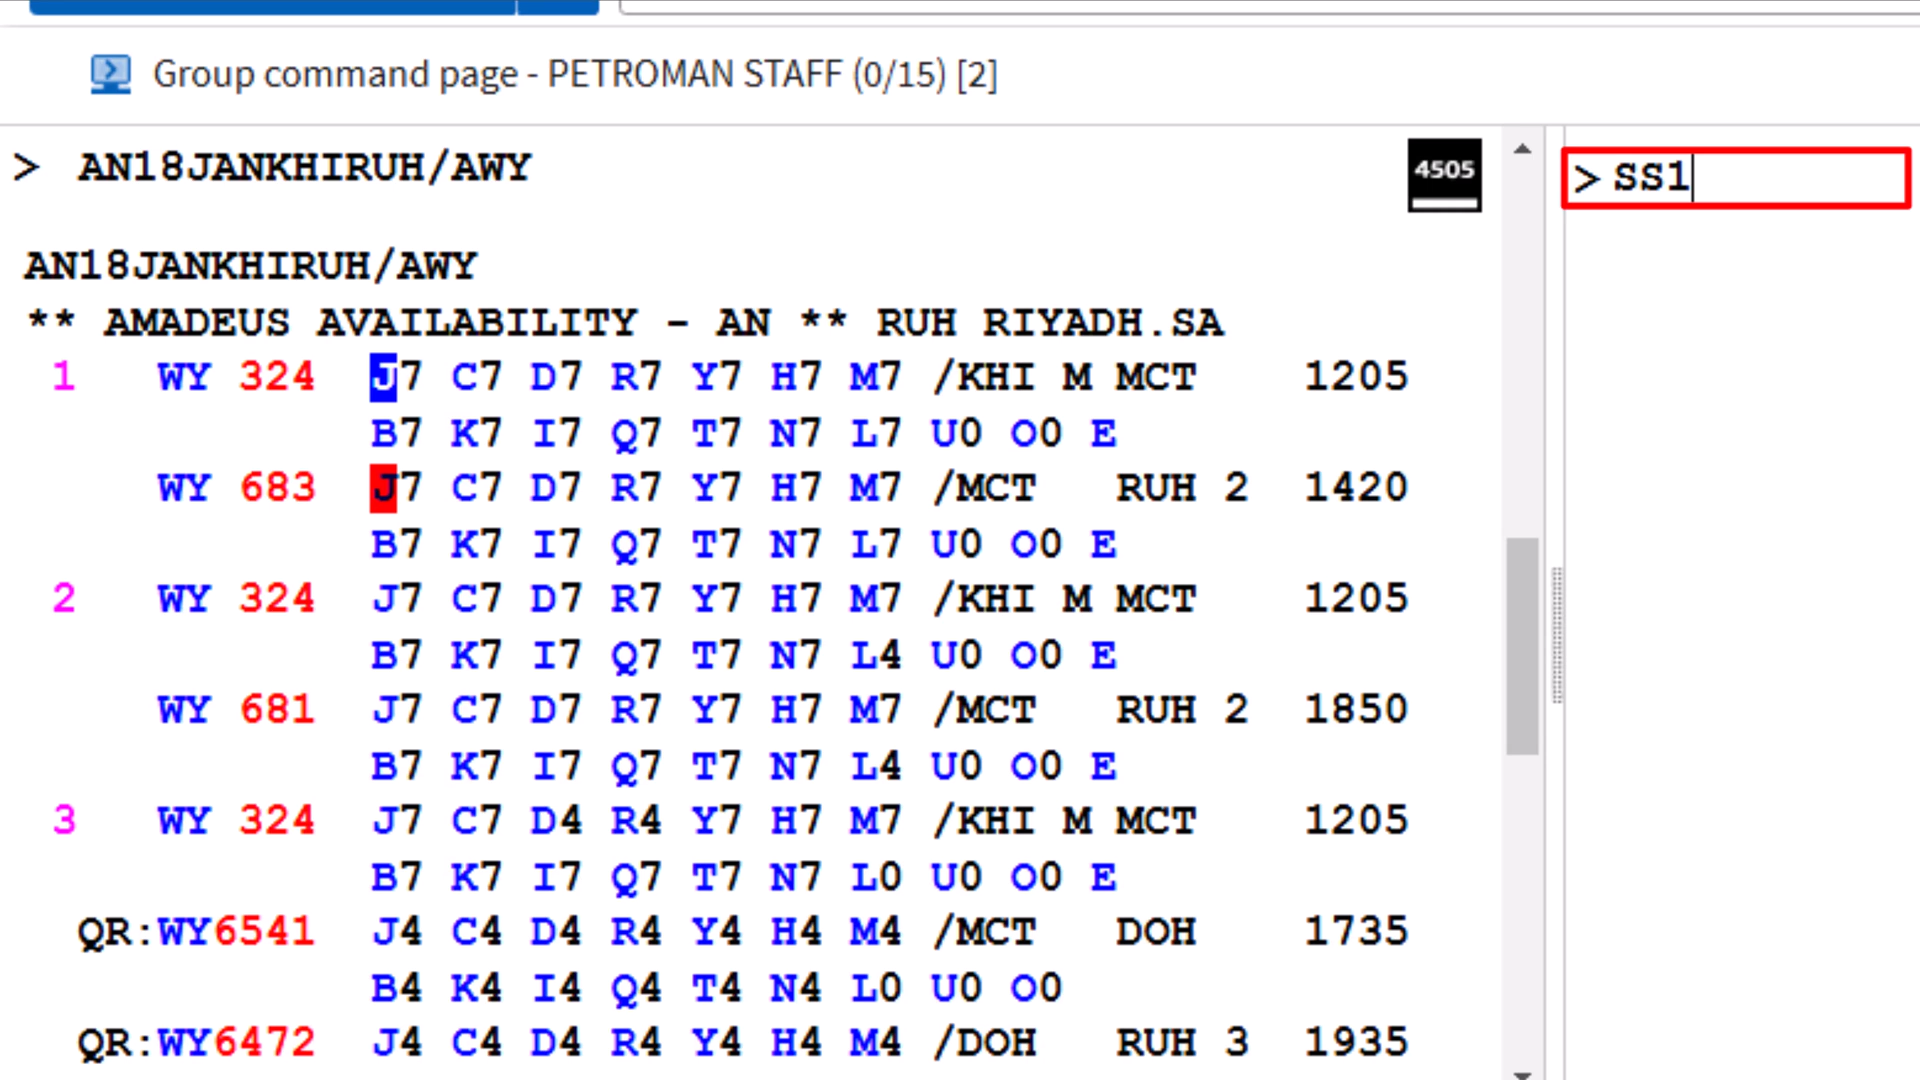 Group command page - PETROMAN STAFF (0/15) [2]
> AN18JANKHIRUH/AWY
4505
> SS1
AN18JANKHIRUH/AWY
** AMADEUS AVAILABILITY - AN ** RUH RIYADH.SA
1 WY 324 J7 C7 D7 R7 Y7 H7 M7 /KHI M MCT 1205
B7 K7 I7 Q7 T7 N7 L7 U0 O0 E
WY 683 J7 C7 D7 R7 Y7 H7 M7 /MCT RUH 2 1420
B7 K7 I7 Q7 T7 N7 L7 U0 O0 E
2 WY 324 J7 C7 D7 R7 Y7 H7 M7 /KHI M MCT 1205
B7 K7 I7 Q7 T7 N7 L4 U0 O0 E
WY 681 J7 C7 D7 R7 Y7 H7 M7 /MCT RUH 2 1850
B7 K7 I7 Q7 T7 N7 L4 U0 O0 E
3 WY 324 J7 C7 D4 R4 Y7 H7 M7 /KHI M MCT 1205
B7 K7 I7 Q7 T7 N7 L0 U0 O0 E
QR:WY6541 J4 C4 D4 R4 Y4 H4 M4 /MCT DOH 1735
B4 K4 I4 Q4 T4 N4 L0 U0 O0
QR:WY6472 J4 C4 D4 R4 Y4 H4 M4 /DOH RUH 3 1935